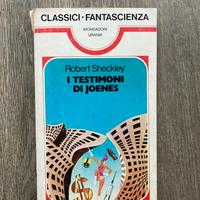 CLASSICI • FANTASCIENZA
MONDADORI
URANIA
Robert Sheckley
I TESTIMONI
DI JOENES
$